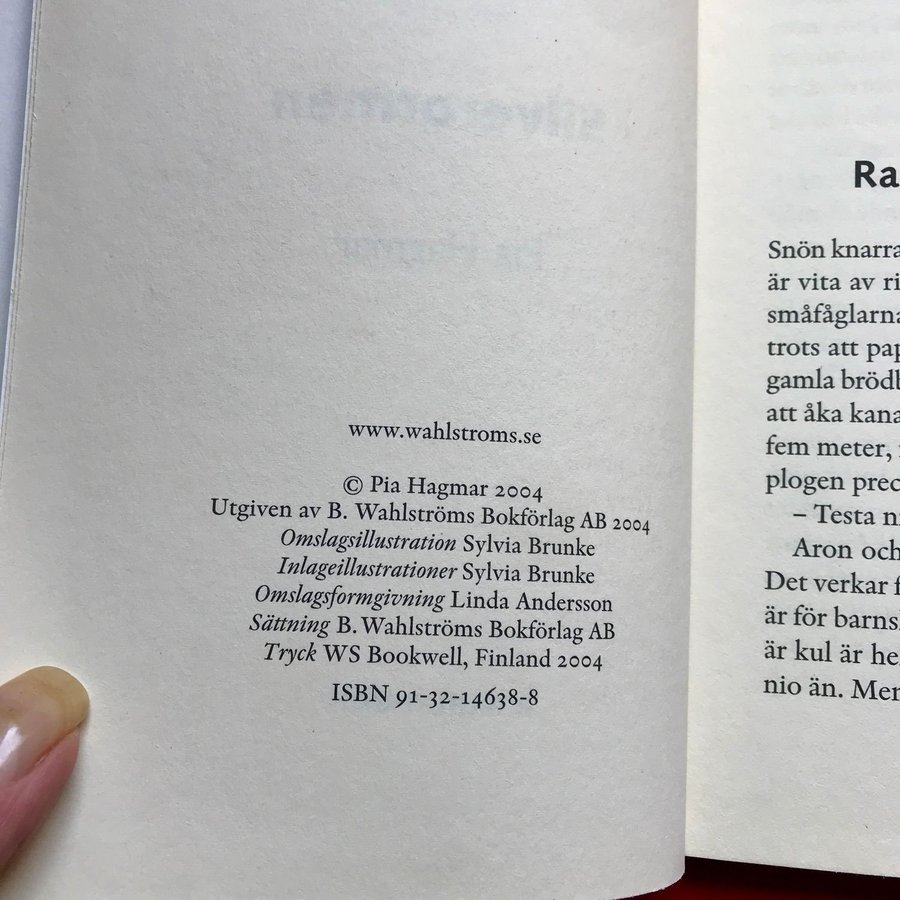 www.wahlstroms.se
© Pia Hagmar 2004
Utgiven av B. Wahlströms Bokförlag AB 2004
Omslagsillustration Sylvia Brunke
Inlageillustrationer Sylvia Brunke
Omslagsformgivning Linda Andersson
Sättning B. Wahlströms Bokförlag AB
Tryck WS Bookwell, Finland 2004
ISBN 91-32-14638-8
Ra
Snön knarra
är vita av ri
småfåglarna
trots att pap
gamla brödb
att åka kana
fem meter,
plogen prec
– Testa n
Aron och
Det verkar f
är för barns
är kul är he
nio än. Mer